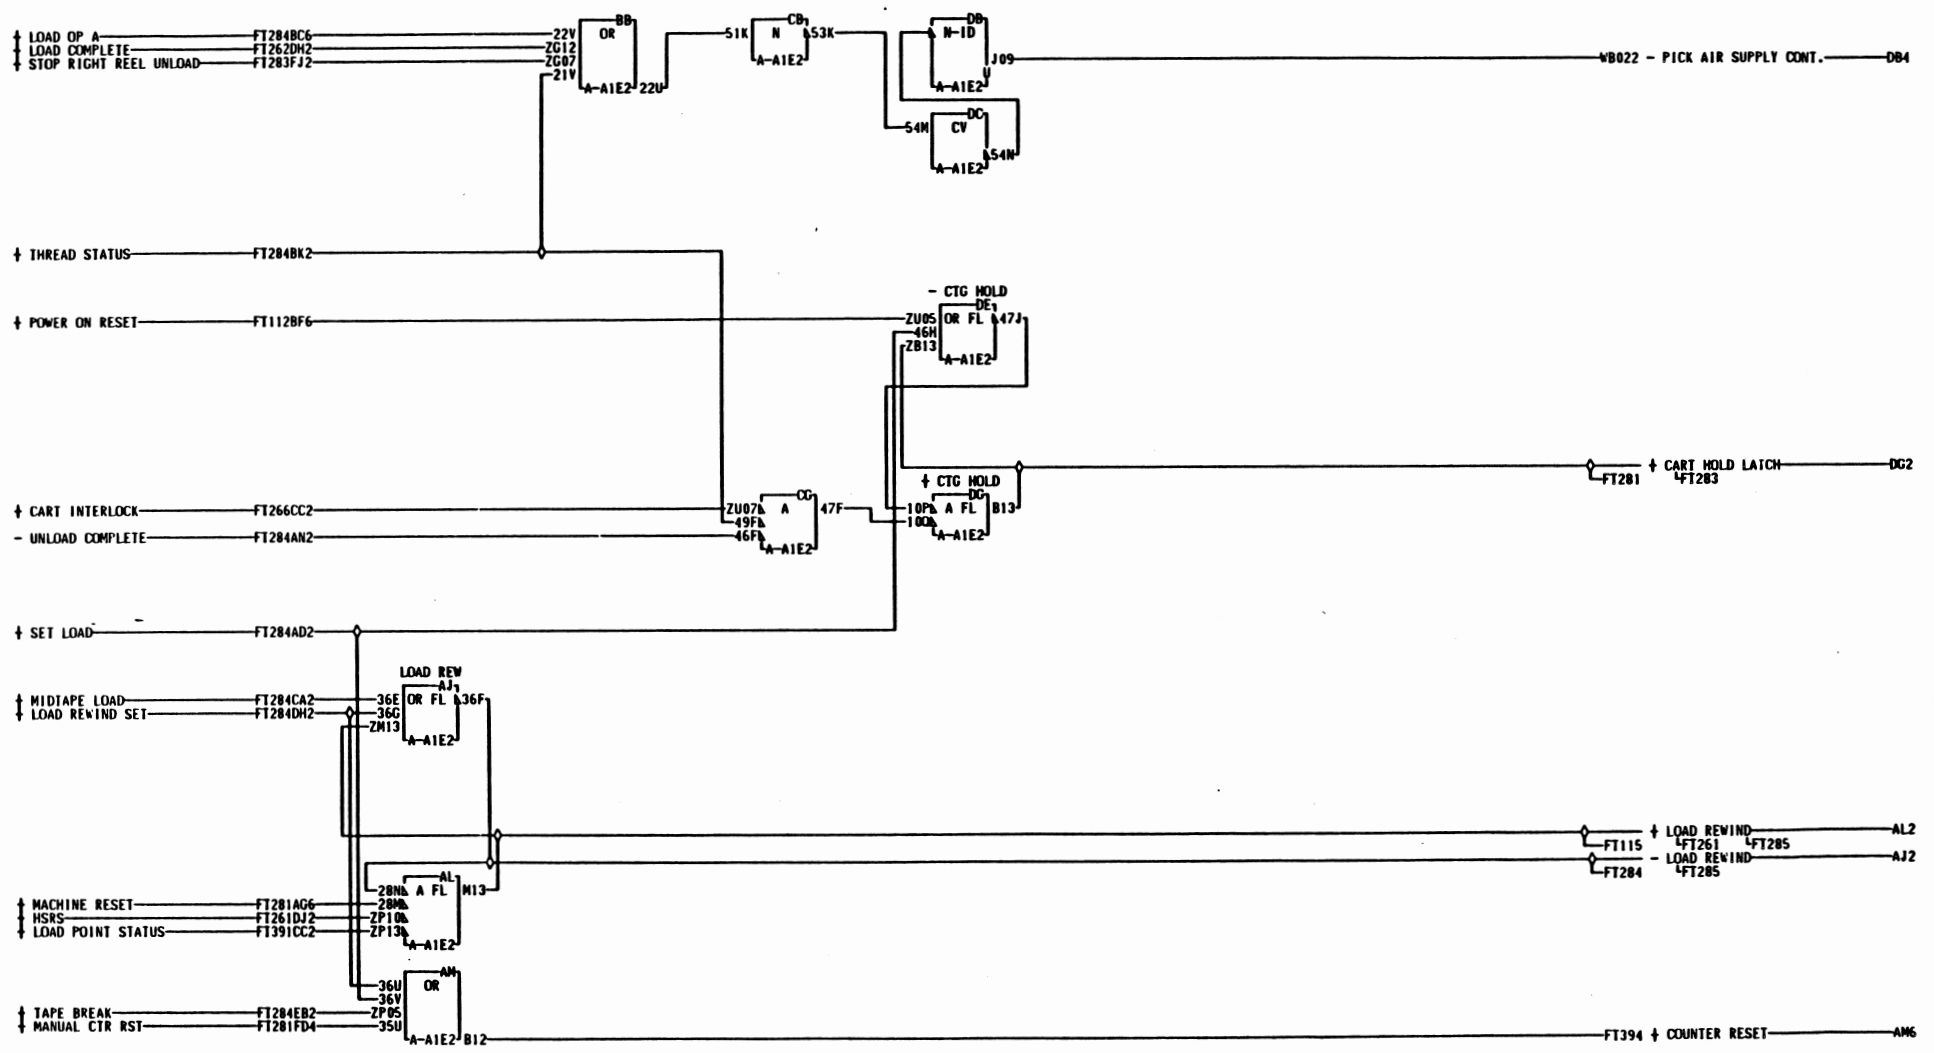 + LOAD OP A FT284BC6 22V
+ LOAD COMPLETE FT262DH2 ZG12
+ STOP RIGHT REEL UNLOAD FT283FJ2 ZG07
21V
BB
OR
A-A1E2 22U
51K
CB
N
53K
A-A1E2
DB
N-ID
J09
U
A-A1E2
WB022 - PICK AIR SUPPLY CONT. DB4
DC
54M
CV
54N
A-A1E2
+ THREAD STATUS FT284BK2
- CTG HOLD
DE
+ POWER ON RESET FT112BF6 ZU05 OR FL 47J
46H
ZB13
A-A1E2
+ CART HOLD LATCH DG2
FT281 FT283
+ CTG HOLD
DG
10P A FL B13
10Q
A-A1E2
CG
+ CART INTERLOCK FT266CC2 ZU07 A 47F
49F
- UNLOAD COMPLETE FT284AN2 46F
A-A1E2
+ SET LOAD FT284AD2
LOAD REW
AJ
+ MIDTAPE LOAD FT284CA2 36E OR FL 36F
+ LOAD REWIND SET FT284DH2 36G
ZM13
A-A1E2
+ LOAD REWIND AL2
FT115 FT261 FT285
- LOAD REWIND AJ2
FT284 FT285
AL
28N A FL M13
+ MACHINE RESET FT281AG6 28M
+ HSRS FT261DJ2 ZP10
+ LOAD POINT STATUS FT391CC2 ZP13
A-A1E2
AM
36U OR
36V
+ TAPE BREAK FT284EB2 ZP05
+ MANUAL CTR RST FT281FD4 35U
A-A1E2 B12
FT394 + COUNTER RESET AM6